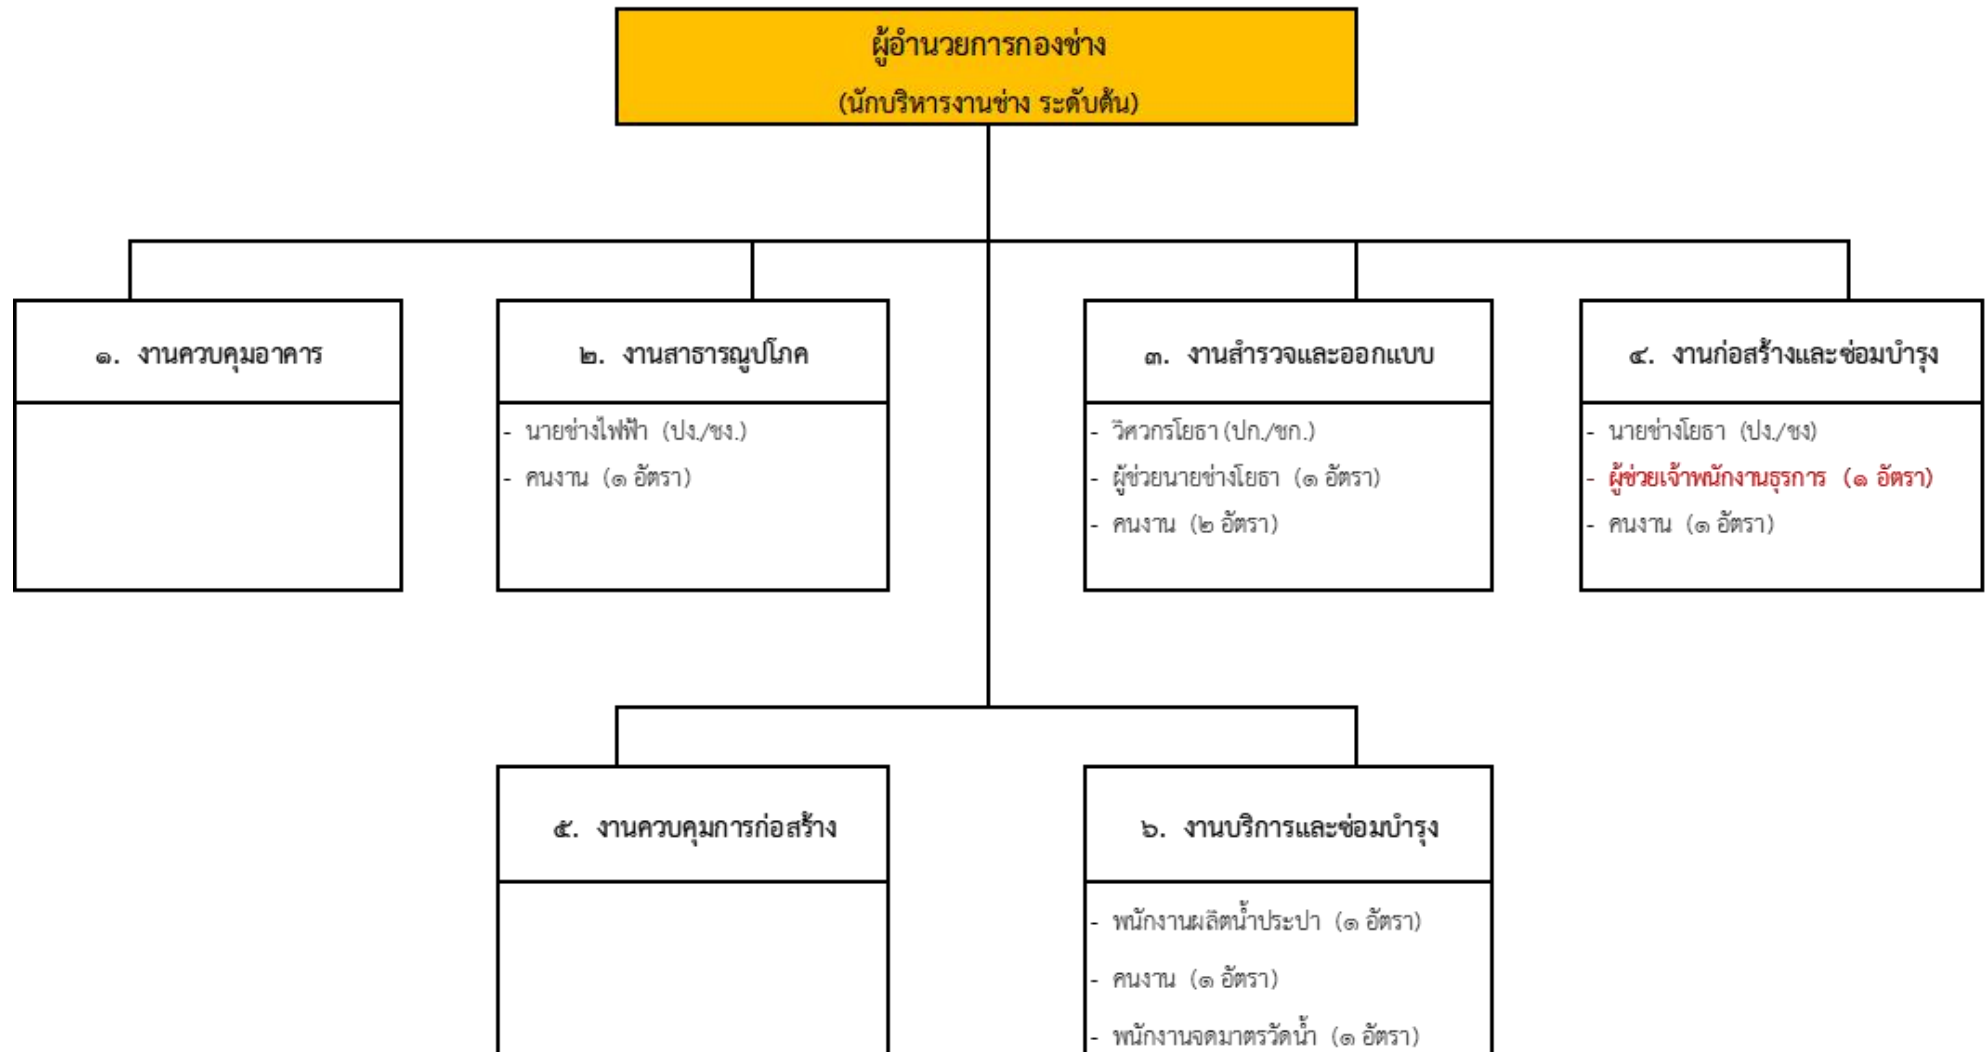 ผู้อำนวยการกองช่าง
(นักบริหารงานช่าง ระดับต้น)
๑. งานควบคุมอาคาร
๒. งานสาธารณูปโภค
- นายช่างไฟฟ้า (ปง./ชง.)
- คนงาน (๑ อัตรา)
๓. งานสำรวจและออกแบบ
- วิศวกรโยธา (ปก./ชก.)
- ผู้ช่วยนายช่างโยธา (๑ อัตรา)
- คนงาน (๒ อัตรา)
๔. งานก่อสร้างและซ่อมบำรุง
- นายช่างโยธา (ปง./ชง)
- ผู้ช่วยเจ้าพนักงานธุรการ (๑ อัตรา)
- คนงาน (๑ อัตรา)
๕. งานควบคุมการก่อสร้าง
๖. งานบริการและซ่อมบำรุง
- พนักงานผลิตน้ำประปา (๑ อัตรา)
- คนงาน (๑ อัตรา)
- พนักงานจดมาตรวัดน้ำ (๑ อัตรา)